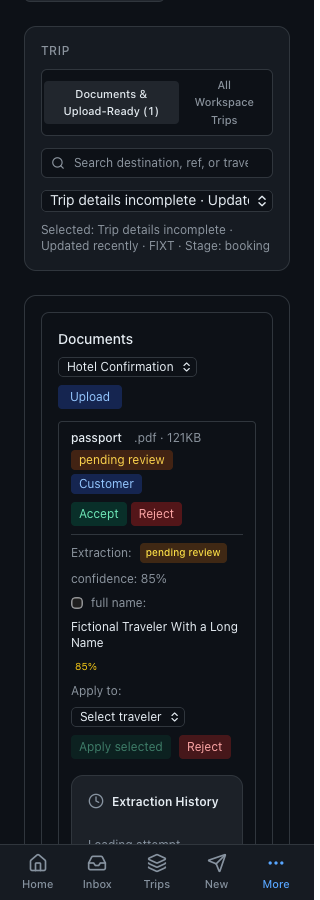 TRIP
Documents &
Upload-Ready (1)
All
Workspace
Trips
Search destination, ref, or trave
Trip details incomplete · Update
Selected: Trip details incomplete ·
Updated recently · FIXT · Stage: booking
Documents
Hotel Confirmation
Upload
passport .pdf · 121KB
pending review
Customer
Accept Reject
Extraction: pending review
confidence: 85%
full name:
Fictional Traveler With a Long
Name
85%
Apply to:
Select traveler
Apply selected Reject
Extraction History
Loading attempt
Home Inbox Trips New More